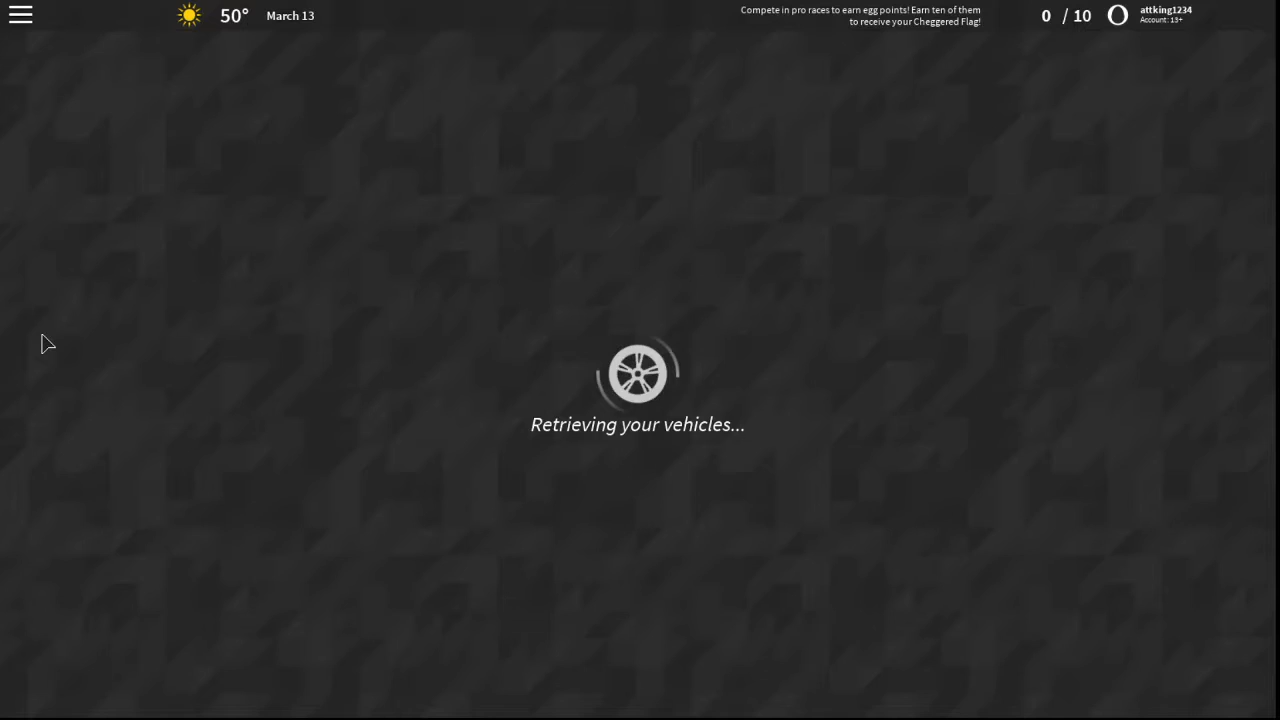 50° March 13
Compete in pro races to earn egg points! Earn ten of them
to receive your Cheggered Flag!
0 / 10
attking1234
Account: 13+
Retrieving your vehicles...